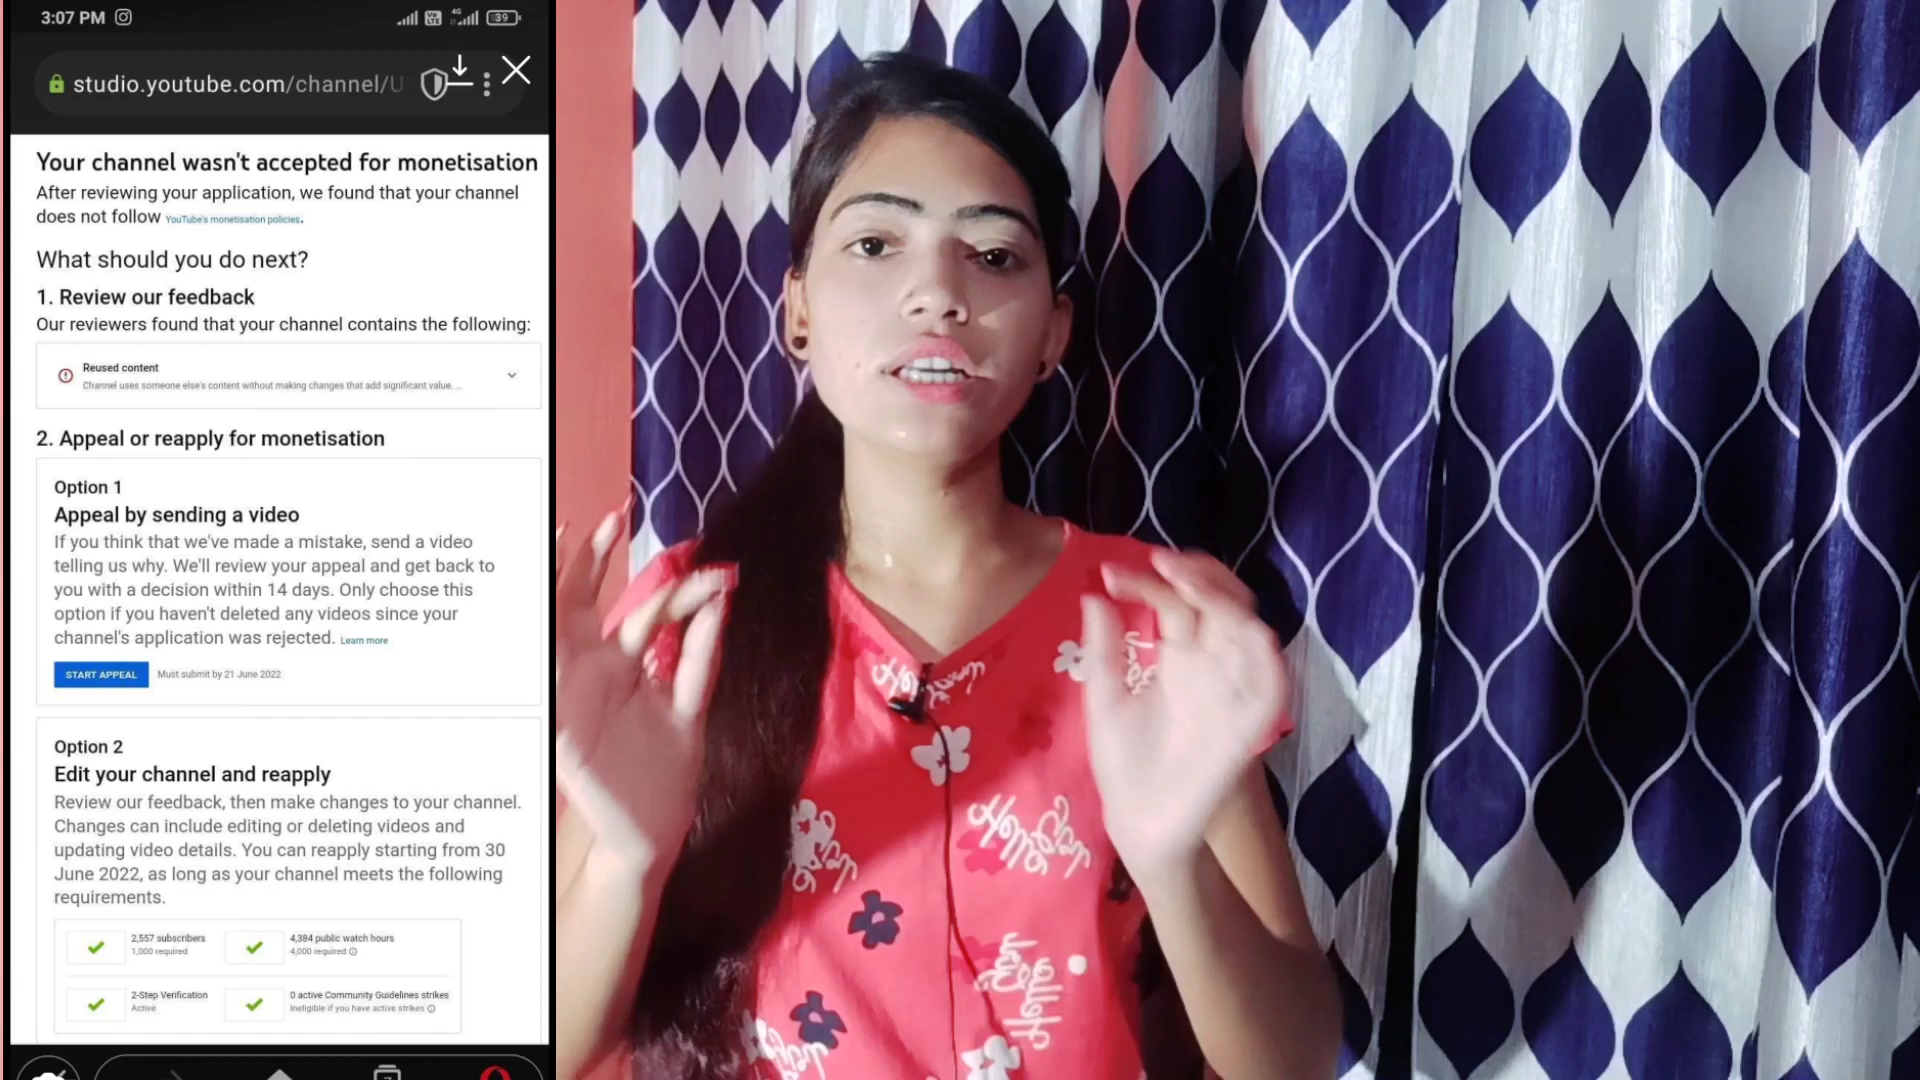 3:07 PM
4G
39
studio.youtube.com/channel/U
Your channel wasn't accepted for monetisation
After reviewing your application, we found that your channel
does not follow YouTube's monetisation policies.
What should you do next?
1. Review our feedback
Our reviewers found that your channel contains the following:
Reused content
Channel uses someone else's content without making changes that add significant value. ...
2. Appeal or reapply for monetisation
Option 1
Appeal by sending a video
If you think that we've made a mistake, send a video
telling us why. We'll review your appeal and get back to
you with a decision within 14 days. Only choose this
option if you haven't deleted any videos since your
channel's application was rejected. Learn more
START APPEAL
Must submit by 21 June 2022
Option 2
Edit your channel and reapply
Review our feedback, then make changes to your channel.
Changes can include editing or deleting videos and
updating video details. You can reapply starting from 30
June 2022, as long as your channel meets the following
requirements.
2,557 subscribers
1,000 required
4,384 public watch hours
4,000 required
2-Step Verification
Active
0 active Community Guidelines strikes
Ineligible if you have active strikes